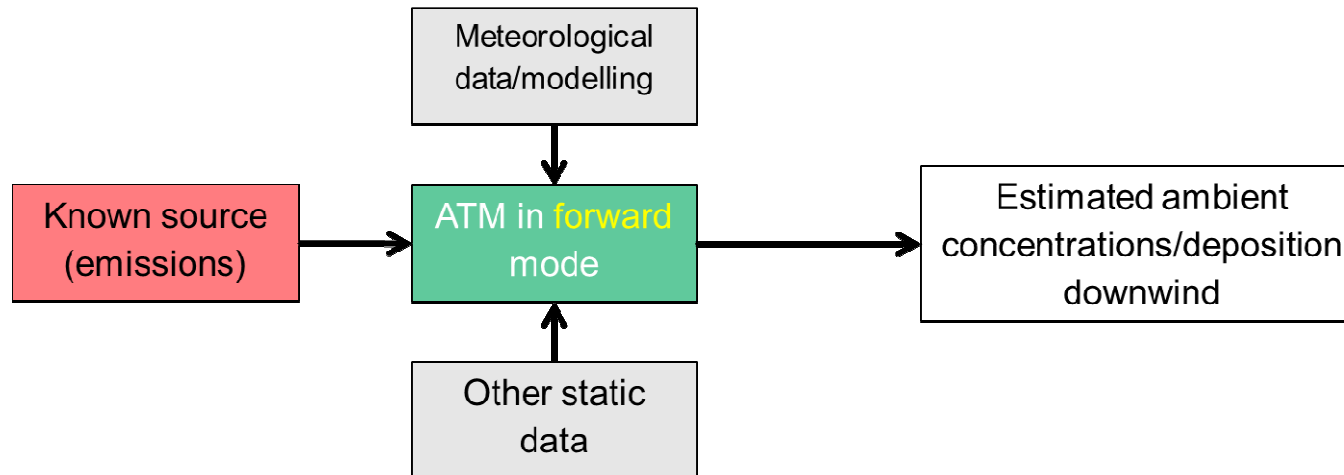 Meteorological
data/modelling
Known source
(emissions)
ATM in forward
mode
Estimated ambient
concentrations/deposition
downwind
Other static
data